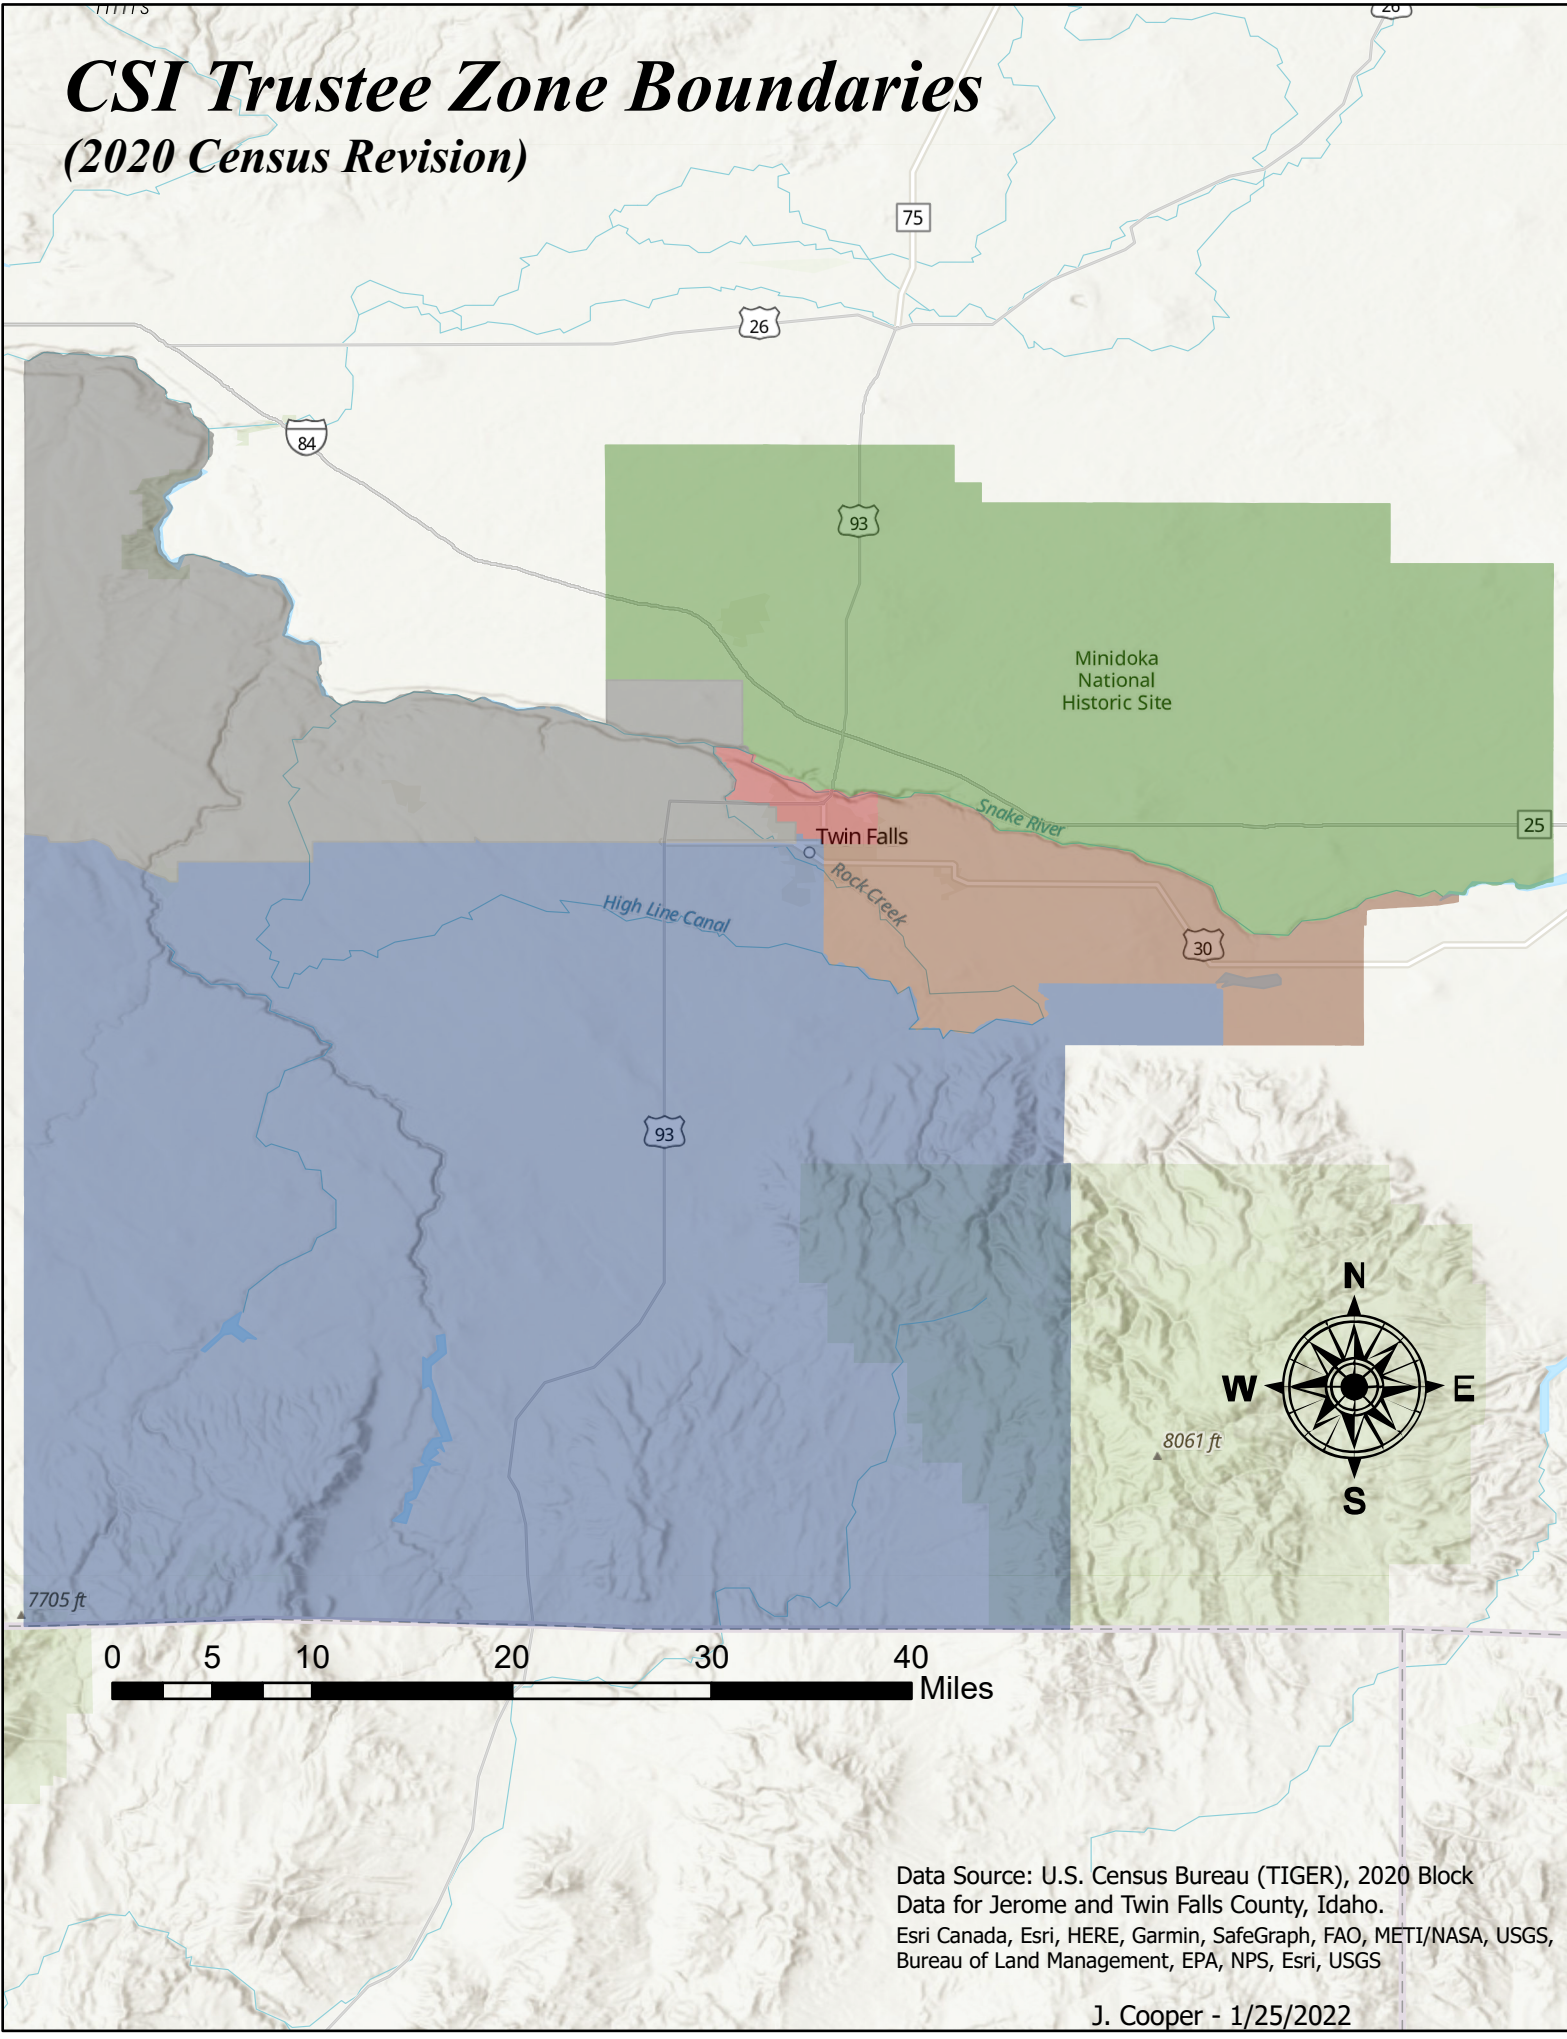 CSI Trustee Zone Boundaries
(2020 Census Revision)
26
75
26
84
93
Minidoka
National
Historic Site
Snake River
25
Twin Falls
Rock Creek
High Line Canal
30
93
N
W
E
S
8061 ft
7705 ft
0 5 10 20 30 40
Miles
Data Source: U.S. Census Bureau (TIGER), 2020 Block
Data for Jerome and Twin Falls County, Idaho.
Esri Canada, Esri, HERE, Garmin, SafeGraph, FAO, METI/NASA, USGS,
Bureau of Land Management, EPA, NPS, Esri, USGS
J. Cooper - 1/25/2022